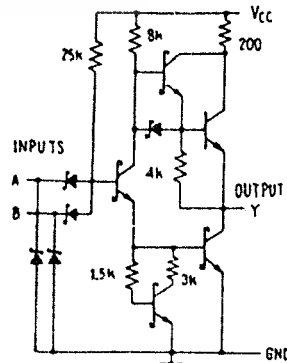 VCC
8k
200
25k
INPUTS
A
4k
OUTPUT
B
Y
1.5k
3k
GND